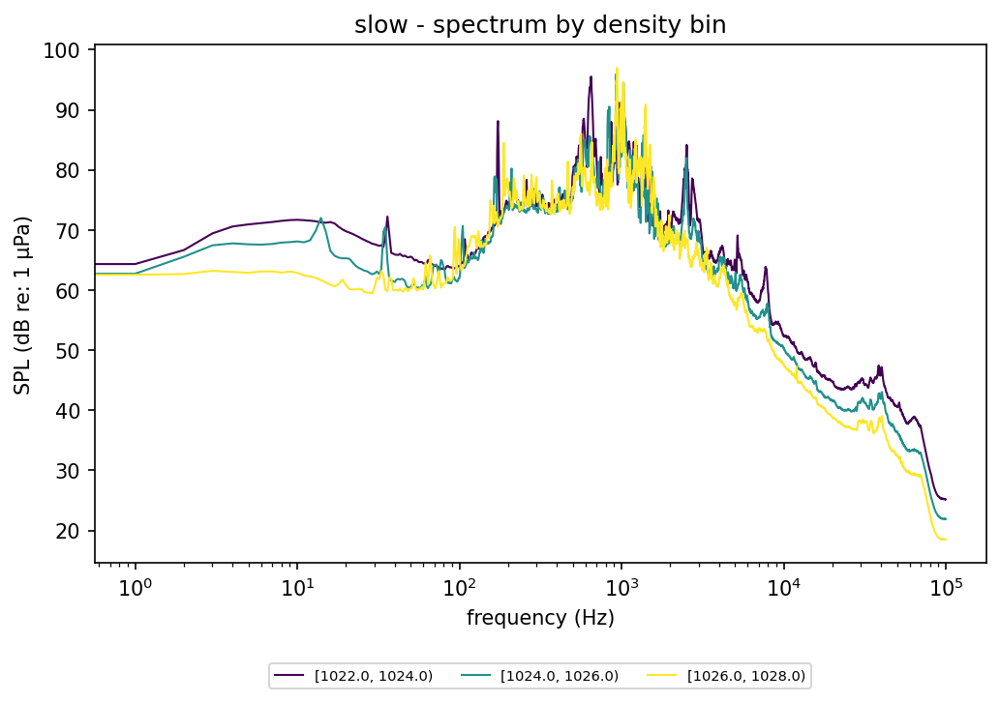 slow - spectrum by density bin
100
90
80
70
60
50
40
30
20
SPL (dB re: 1 μPa)
10⁰ 10¹ 10² 10³ 10⁴ 10⁵
frequency (Hz)
[1022.0, 1024.0) [1024.0, 1026.0) [1026.0, 1028.0)